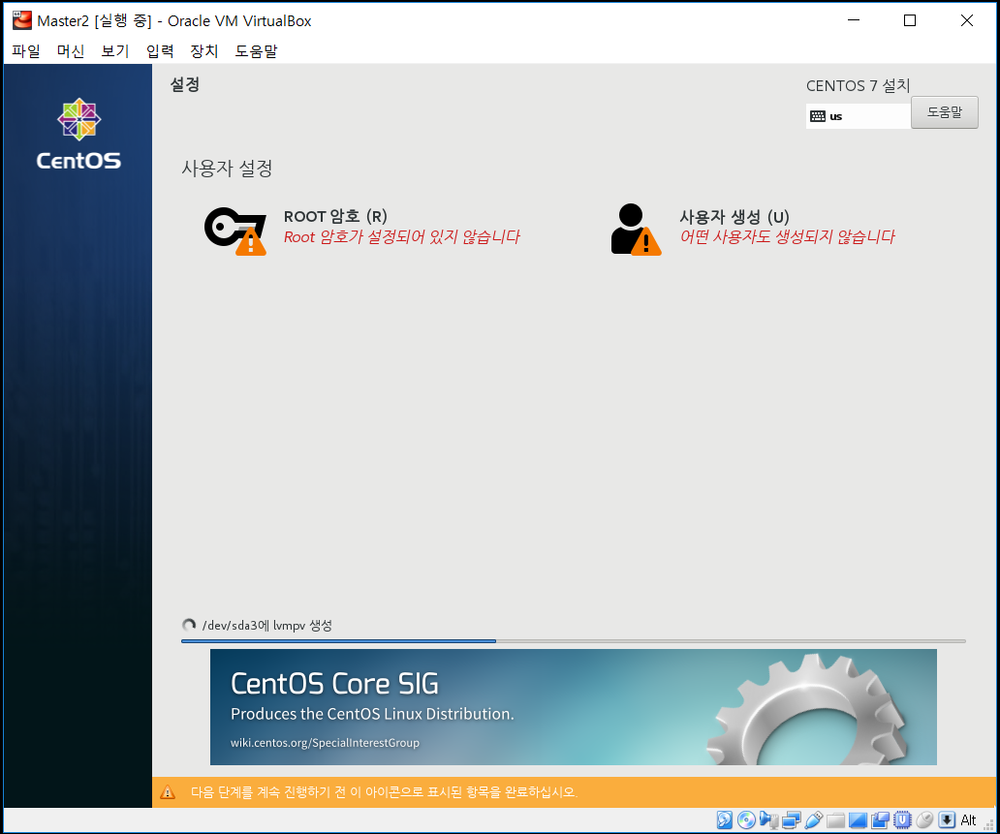 Master2 [실행 중] - Oracle VM VirtualBox
파일 머신 보기 입력 장치 도움말
CentOS
설정
CENTOS 7 설치
us
도움말
사용자 설정
ROOT 암호 (R)
Root 암호가 설정되어 있지 않습니다
사용자 생성 (U)
어떤 사용자도 생성되지 않습니다
/dev/sda3에 lvmpv 생성
CentOS Core SIG
Produces the CentOS Linux Distribution.
wiki.centos.org/SpecialInterestGroup
다음 단계를 계속 진행하기 전 이 아이콘으로 표시된 항목을 완료하십시오.
Alt